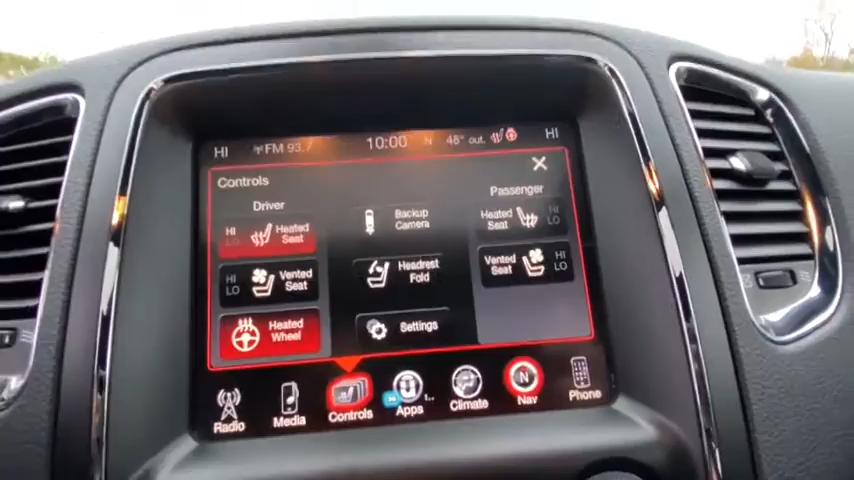 HI FM 93.7 10:00 N 48° out HI
Controls
Driver Passenger
HI LO Heated Seat
Backup Camera
Heated Seat HI LO
HI LO Vented Seat
Headrest Fold
Vented Seat HI LO
Heated Wheel
Settings
Radio Media Controls Apps Climate N Nav Phone